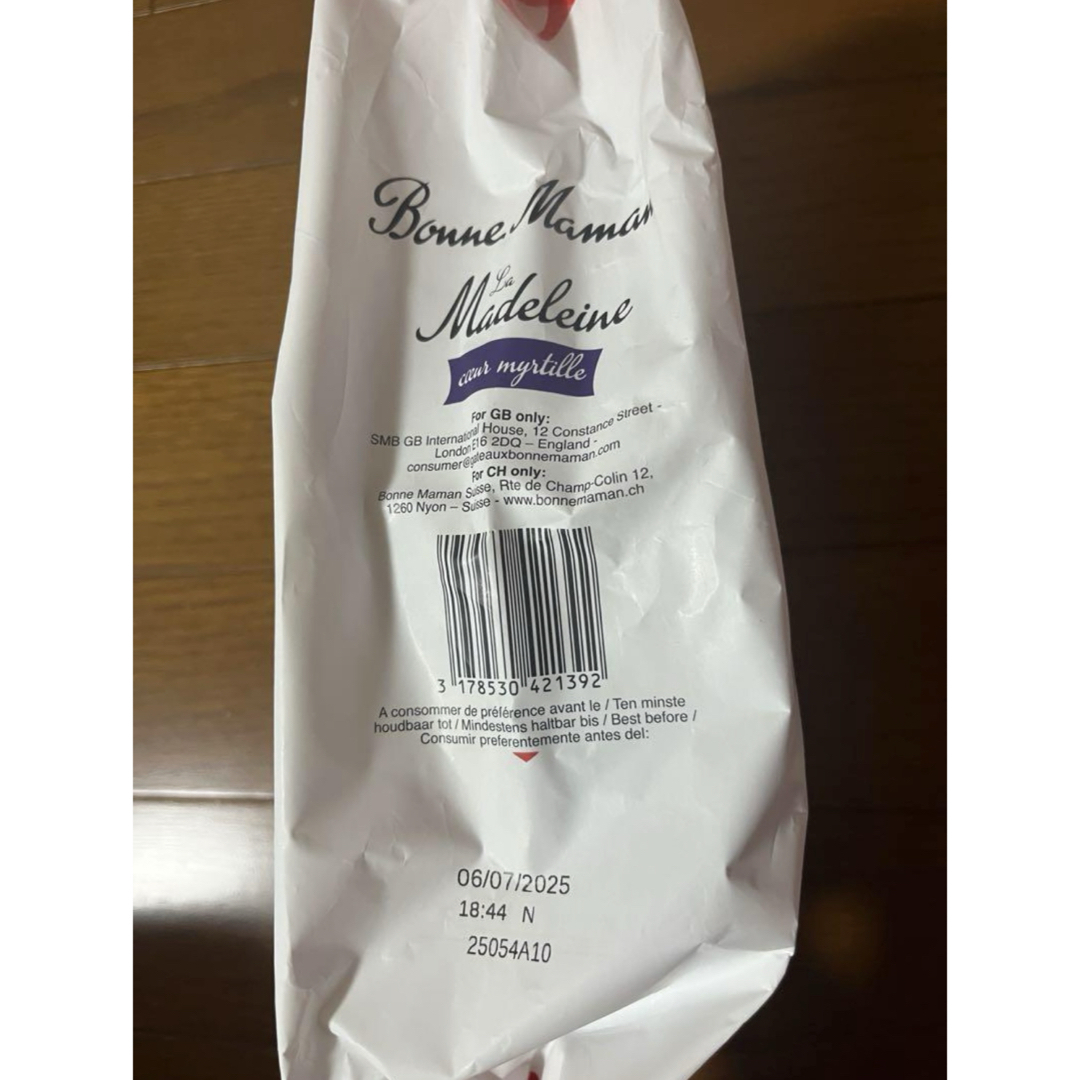 Bonne Maman
La
Madeleine
cœur myrtille
For GB only:
SMB GB International House, 12 Constance Street -
London E16 2DQ – England -
consumer@gateauxbonnemaman.com
For CH only:
Bonne Maman Suisse, Rte de Champ-Colin 12,
1260 Nyon – Suisse - www.bonnemaman.ch
3 178530 421392
A consommer de préférence avant le / Ten minste
houdbaar tot / Mindestens haltbar bis / Best before /
Consumir preferentemente antes del:
06/07/2025
18:44 N
25054A10